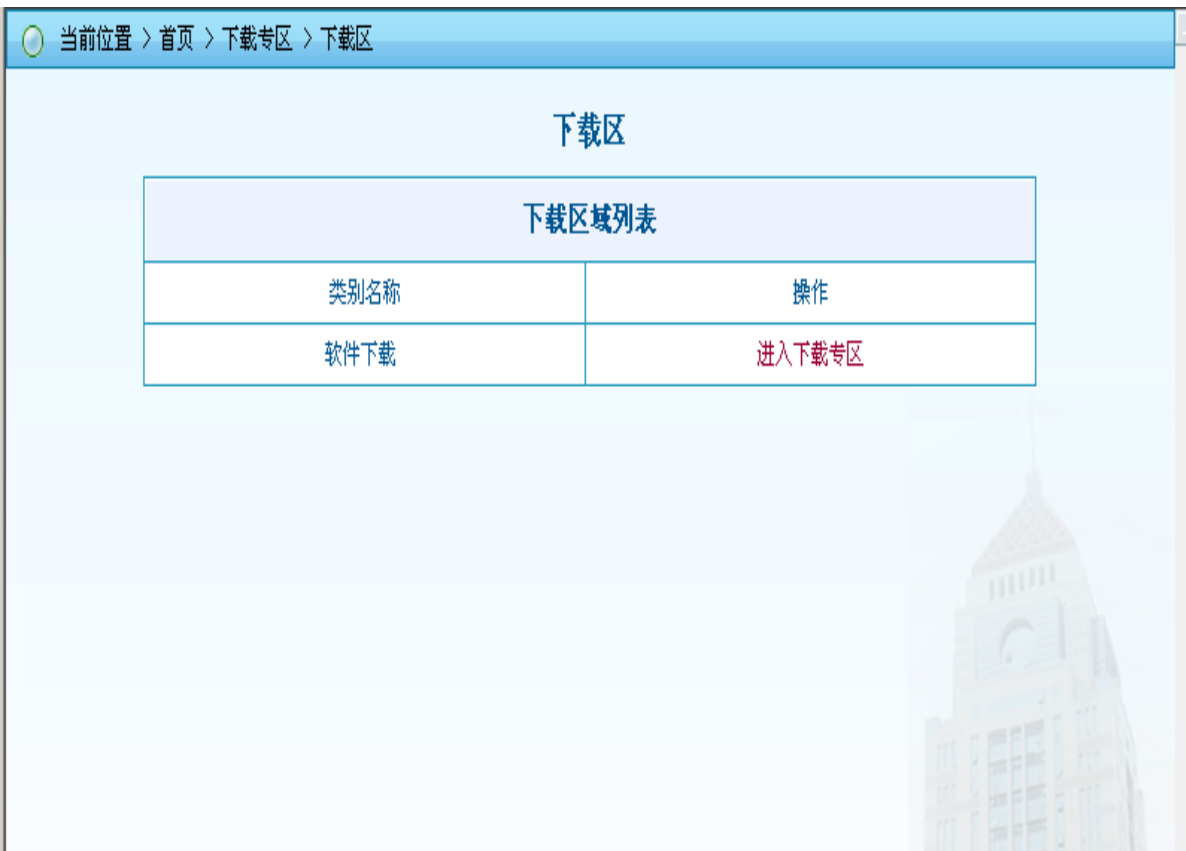 当前位置 > 首页 > 下载专区 > 下载区
下载区
下载区域列表
类别名称 操作
软件下载 进入下载专区